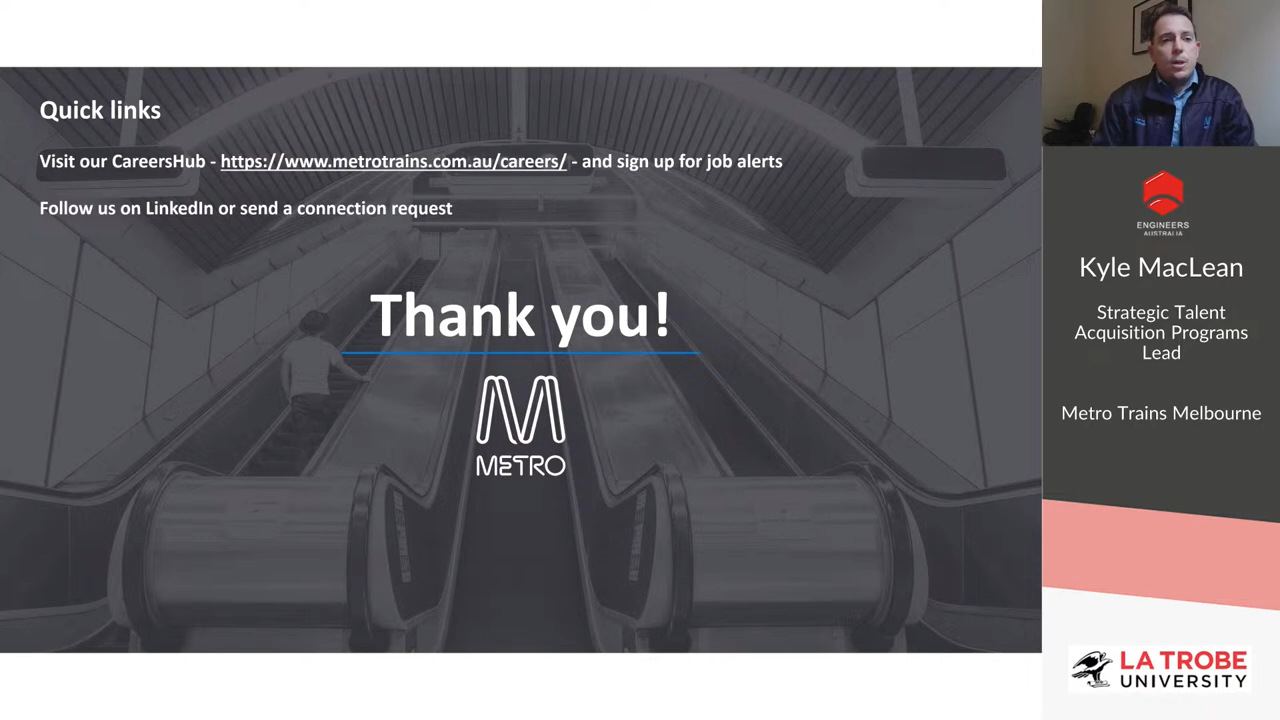 Quick links
Visit our CareersHub - https://www.metrotrains.com.au/careers/ - and sign up for job alerts
Follow us on LinkedIn or send a connection request
Thank you!
METRO
ENGINEERS
AUSTRALIA
Kyle MacLean
Strategic Talent
Acquisition Programs
Lead
Metro Trains Melbourne
LA TROBE
UNIVERSITY